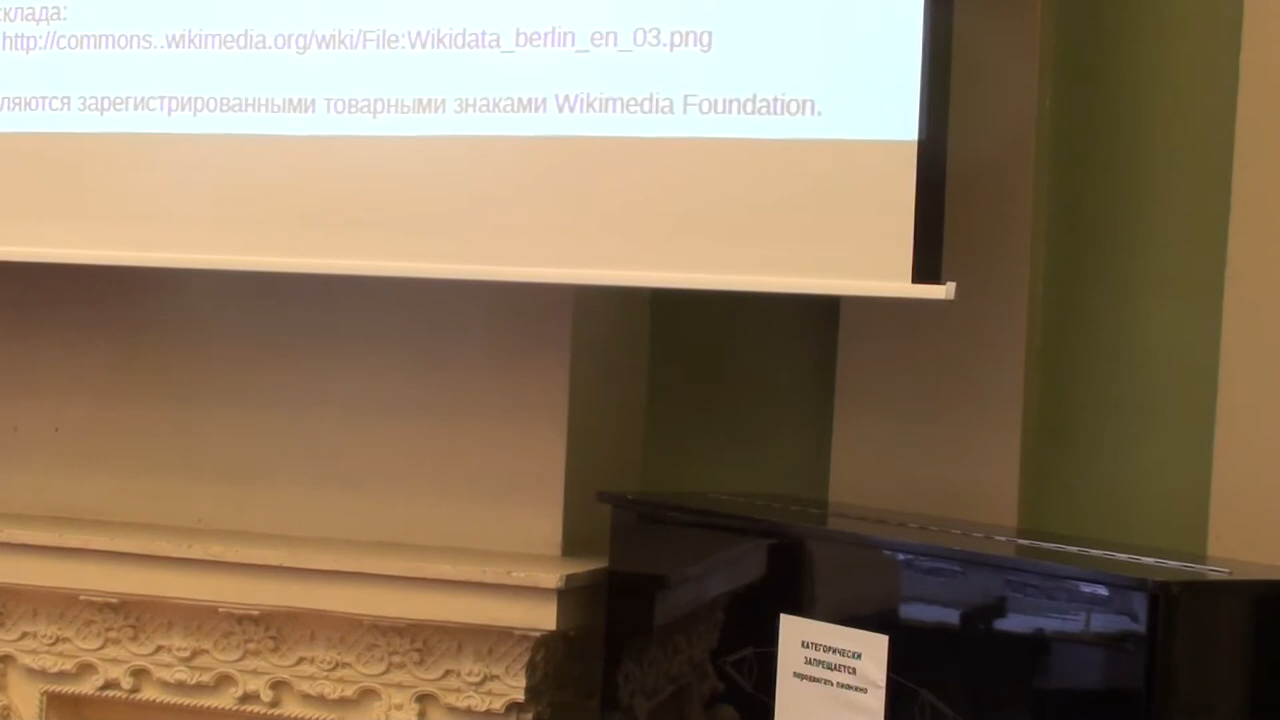 склада:
http://commons..wikimedia.org/wiki/File:Wikidata_berlin_en_03.png
ляются зарегистрированными товарными знаками Wikimedia Foundation.
КАТЕГОРИЧЕСКИ
ЗАПРЕЩАЕТСЯ
передвигать пианино